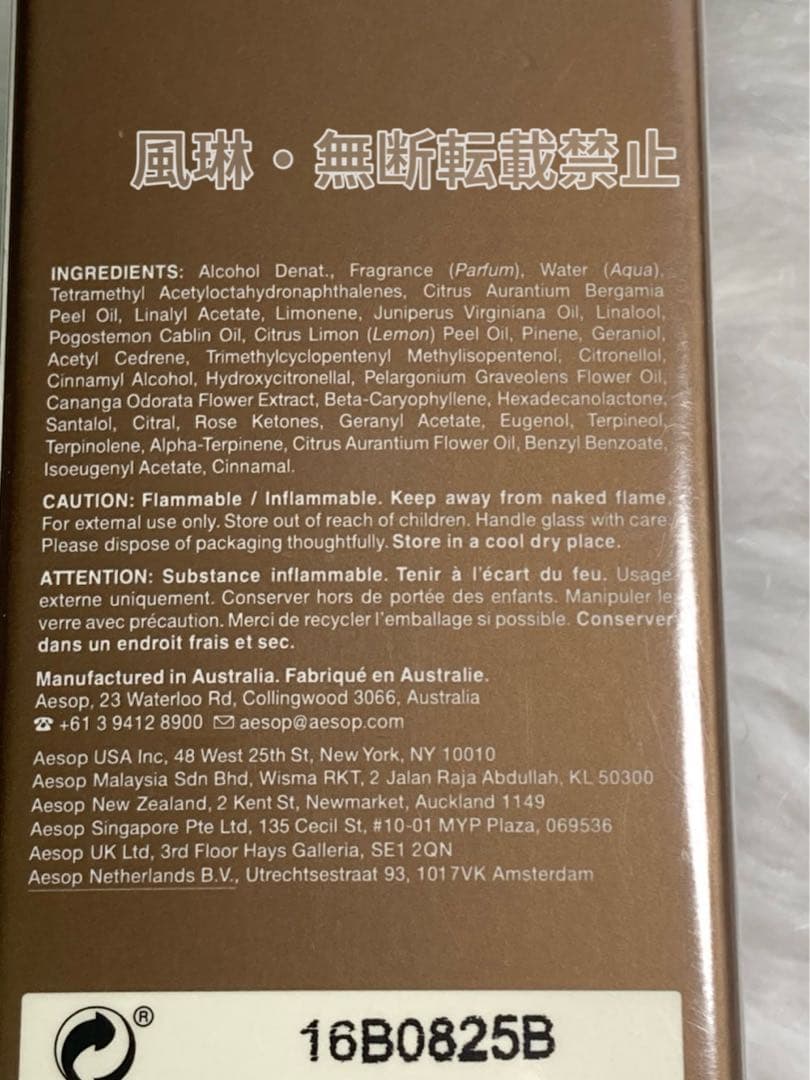 風琳・無断転載禁止
INGREDIENTS: Alcohol Denat., Fragrance (Parfum), Water (Aqua),
Tetramethyl Acetyloctahydronaphthalenes, Citrus Aurantium Bergamia
Peel Oil, Linalyl Acetate, Limonene, Juniperus Virginiana Oil, Linalool,
Pogostemon Cablin Oil, Citrus Limon (Lemon) Peel Oil, Pinene, Geraniol,
Acetyl Cedrene, Trimethylcyclopentenyl Methylisopentenol, Citronellol,
Cinnamyl Alcohol, Hydroxycitronellal, Pelargonium Graveolens Flower Oil,
Cananga Odorata Flower Extract, Beta-Caryophyllene, Hexadecanolactone,
Santalol, Citral, Rose Ketones, Geranyl Acetate, Eugenol, Terpineol,
Terpinolene, Alpha-Terpinene, Citrus Aurantium Flower Oil, Benzyl Benzoate,
Isoeugenyl Acetate, Cinnamal.
CAUTION: Flammable / Inflammable. Keep away from naked flame.
For external use only. Store out of reach of children. Handle glass with care.
Please dispose of packaging thoughtfully. Store in a cool dry place.
ATTENTION: Substance inflammable. Tenir à l'écart du feu. Usage
externe uniquement. Conserver hors de portée des enfants. Manipuler le
verre avec précaution. Merci de recycler l'emballage si possible. Conserver
dans un endroit frais et sec.
Manufactured in Australia. Fabriqué en Australie.
Aesop, 23 Waterloo Rd, Collingwood 3066, Australia
☎ +61 3 9412 8900 ✉ aesop@aesop.com
Aesop USA Inc, 48 West 25th St, New York, NY 10010
Aesop Malaysia Sdn Bhd, Wisma RKT, 2 Jalan Raja Abdullah, KL 50300
Aesop New Zealand, 2 Kent St, Newmarket, Auckland 1149
Aesop Singapore Pte Ltd, 135 Cecil St, #10-01 MYP Plaza, 069536
Aesop UK Ltd, 3rd Floor Hays Galleria, SE1 2QN
Aesop Netherlands B.V., Utrechtsestraat 93, 1017VK Amsterdam
® 16B0825B